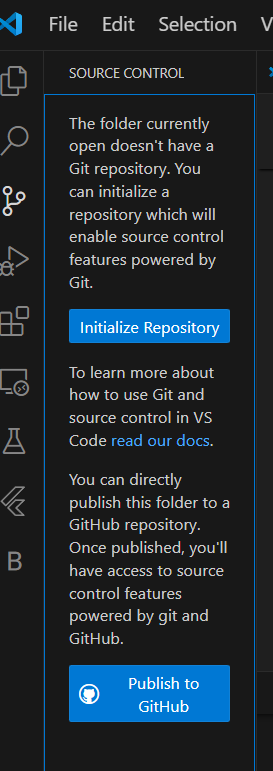 File Edit Selection V
SOURCE CONTROL
The folder currently
open doesn't have a
Git repository. You
can initialize a
repository which will
enable source control
features powered by
Git.
Initialize Repository
To learn more about
how to use Git and
source control in VS
Code read our docs.
You can directly
publish this folder to a
GitHub repository.
Once published, you'll
have access to source
control features
powered by git and
GitHub.
Publish to
GitHub
B